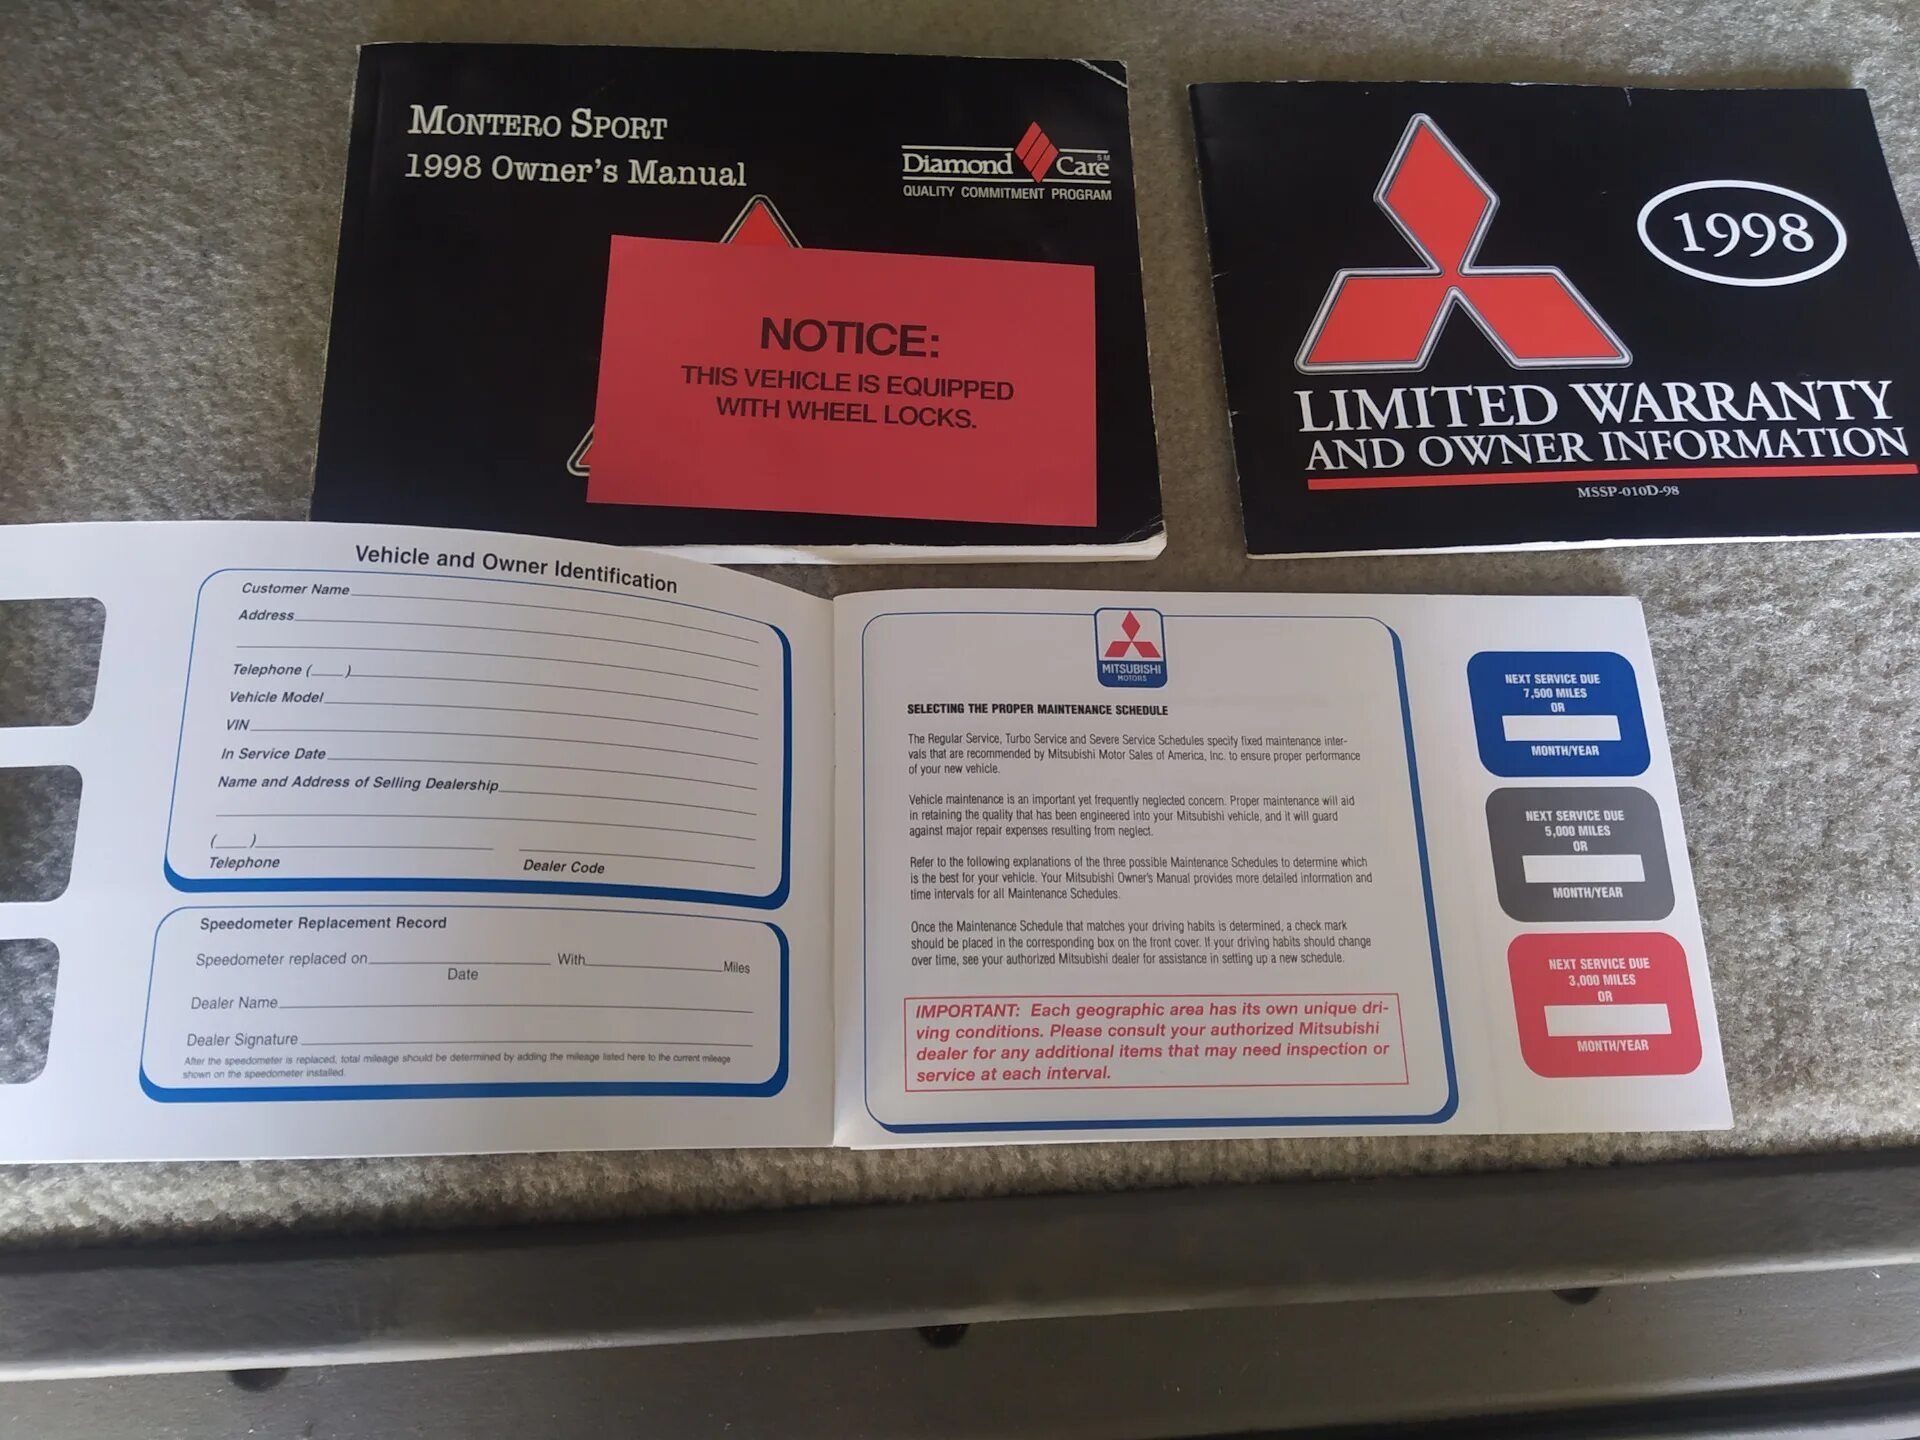 MONTERO SPORT
1998 Owner's Manual
Diamond Care SM
QUALITY COMMITMENT PROGRAM
NOTICE:
THIS VEHICLE IS EQUIPPED
WITH WHEEL LOCKS.
1998
LIMITED WARRANTY
AND OWNER INFORMATION
MSSP-010D-98
Vehicle and Owner Identification
Customer Name
Address
Telephone (___)
Vehicle Model
VIN
In Service Date
Name and Address of Selling Dealership
(___)
Telephone Dealer Code
Speedometer Replacement Record
Speedometer replaced on With Miles
Date
Dealer Name
Dealer Signature
After the speedometer is replaced, total mileage should be determined by adding the mileage listed here to the current mileage
shown on the speedometer installed.
MITSUBISHI
MOTORS
SELECTING THE PROPER MAINTENANCE SCHEDULE
The Regular Service, Turbo Service and Severe Service Schedules specify fixed maintenance inter-
vals that are recommended by Mitsubishi Motor Sales of America, Inc. to ensure proper performance
of your new vehicle.
Vehicle maintenance is an important yet frequently neglected concern. Proper maintenance will aid
in retaining the quality that has been engineered into your Mitsubishi vehicle, and it will guard
against major repair expenses resulting from neglect.
Refer to the following explanations of the three possible Maintenance Schedules to determine which
is the best for your vehicle. Your Mitsubishi Owner's Manual provides more detailed information and
time intervals for all Maintenance Schedules.
Once the Maintenance Schedule that matches your driving habits is determined, a check mark
should be placed in the corresponding box on the front cover. If your driving habits should change
over time, see your authorized Mitsubishi dealer for assistance in setting up a new schedule.
IMPORTANT: Each geographic area has its own unique dri-
ving conditions. Please consult your authorized Mitsubishi
dealer for any additional items that may need inspection or
service at each interval.
NEXT SERVICE DUE
7,500 MILES
OR
MONTH/YEAR
NEXT SERVICE DUE
5,000 MILES
OR
MONTH/YEAR
NEXT SERVICE DUE
3,000 MILES
OR
MONTH/YEAR